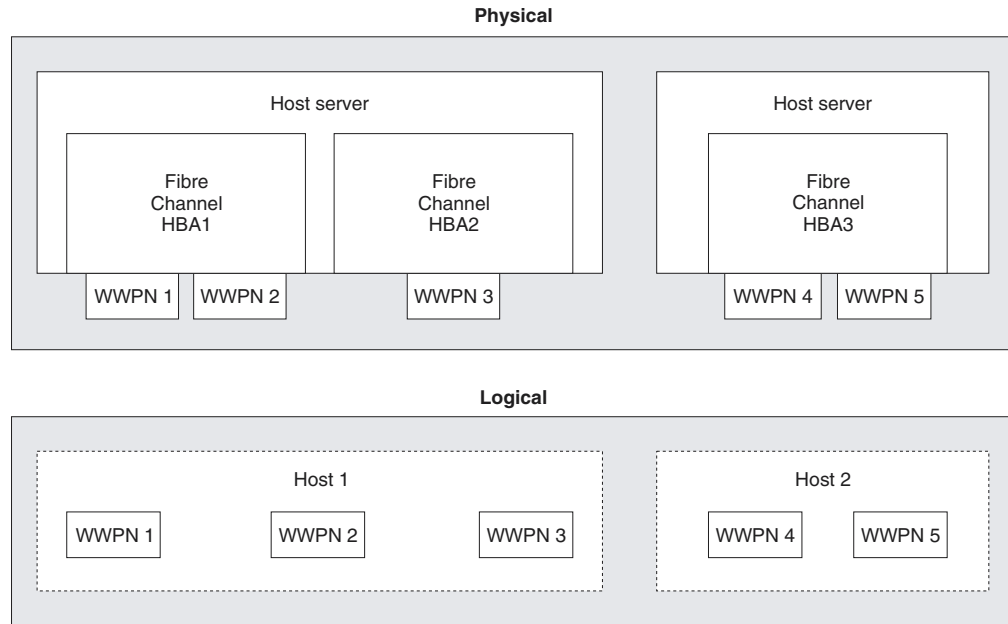 Physical
Host server
Host server
Fibre
Channel
HBA1
Fibre
Channel
HBA2
Fibre
Channel
HBA3
WWPN 1
WWPN 2
WWPN 3
WWPN 4
WWPN 5
Logical
Host 1
Host 2
WWPN 1
WWPN 2
WWPN 3
WWPN 4
WWPN 5